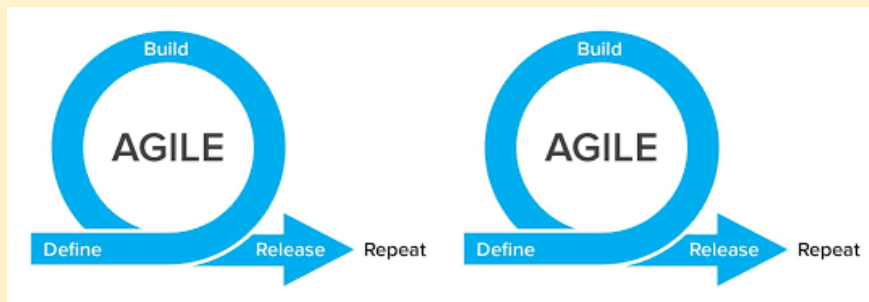 Build
AGILE
Define
Release
Repeat
Build
AGILE
Define
Release
Repeat